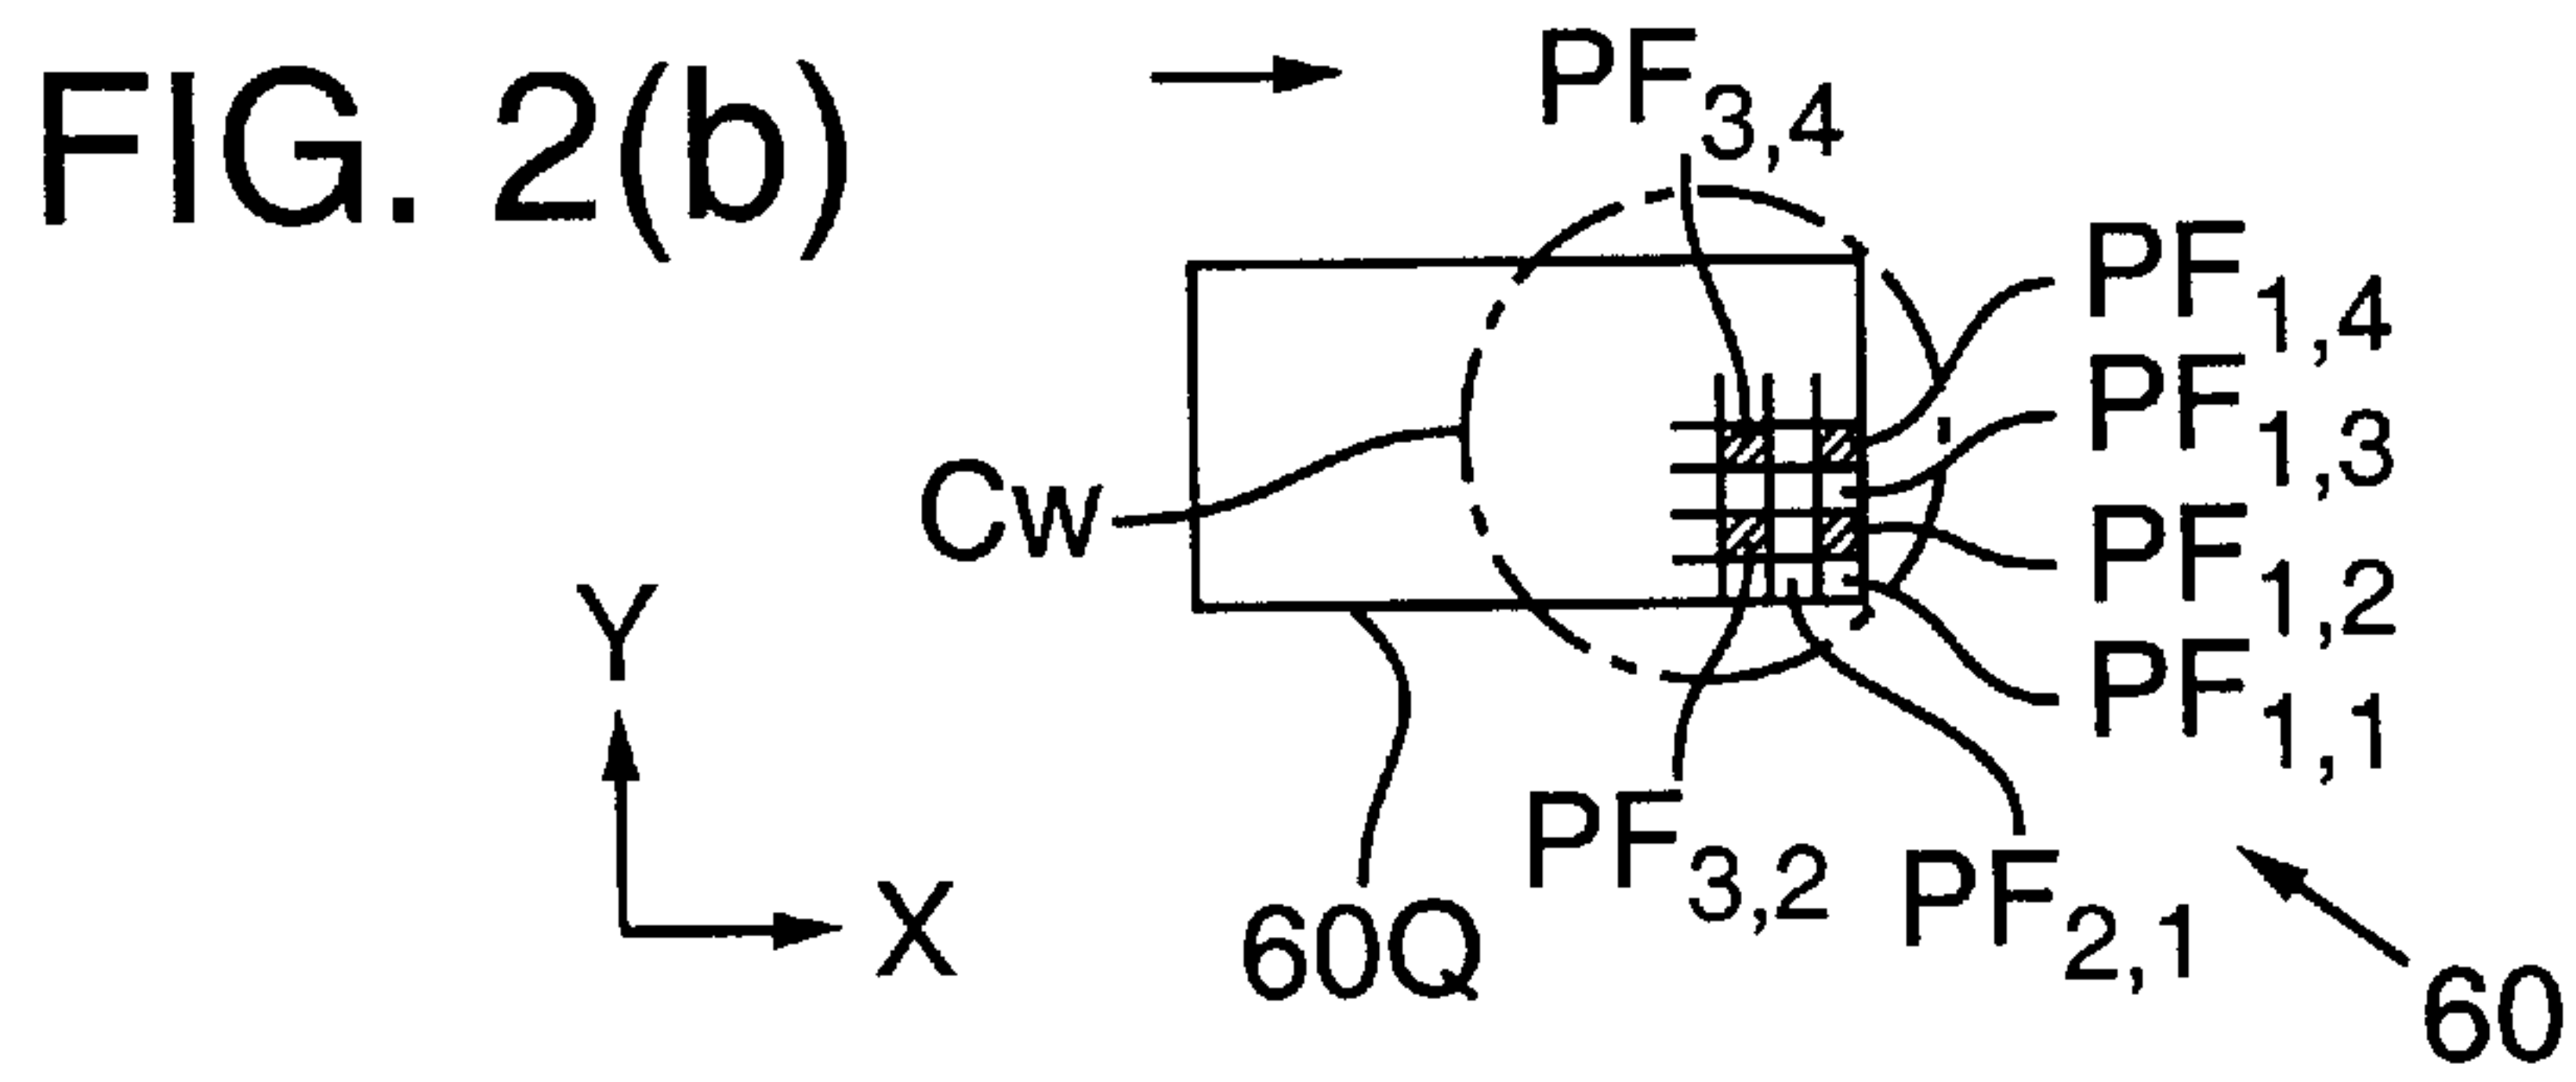 FIG. 2(b)
PF3,4
PF1,4
PF1,3
Cw
PF1,2
Y
PF1,1
PF3,2
PF2,1
X
60Q
60